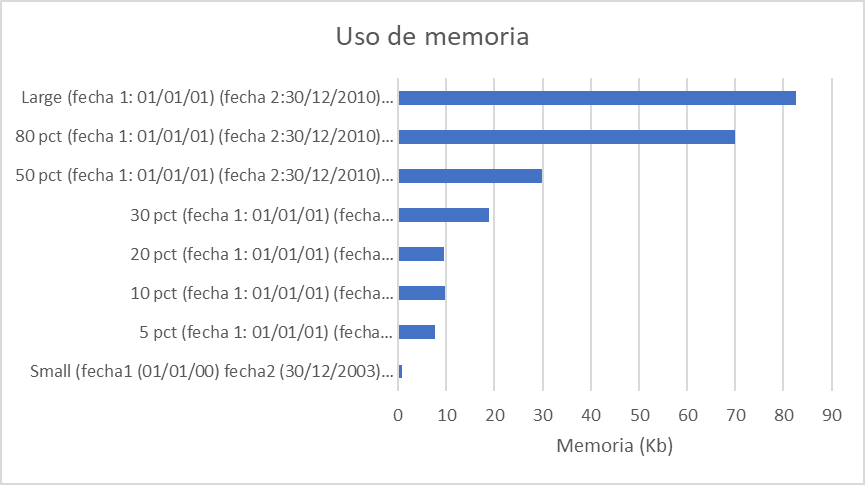 Uso de memoria
Large (fecha 1: 01/01/01) (fecha 2:30/12/2010)...
80 pct (fecha 1: 01/01/01) (fecha 2:30/12/2010)...
50 pct (fecha 1: 01/01/01) (fecha 2:30/12/2010)...
30 pct (fecha 1: 01/01/01) (fecha...
20 pct (fecha 1: 01/01/01) (fecha...
10 pct (fecha 1: 01/01/01) (fecha...
5 pct (fecha 1: 01/01/01) (fecha...
Small (fecha1 (01/01/00) fecha2 (30/12/2003)...
0 10 20 30 40 50 60 70 80 90
Memoria (Kb)